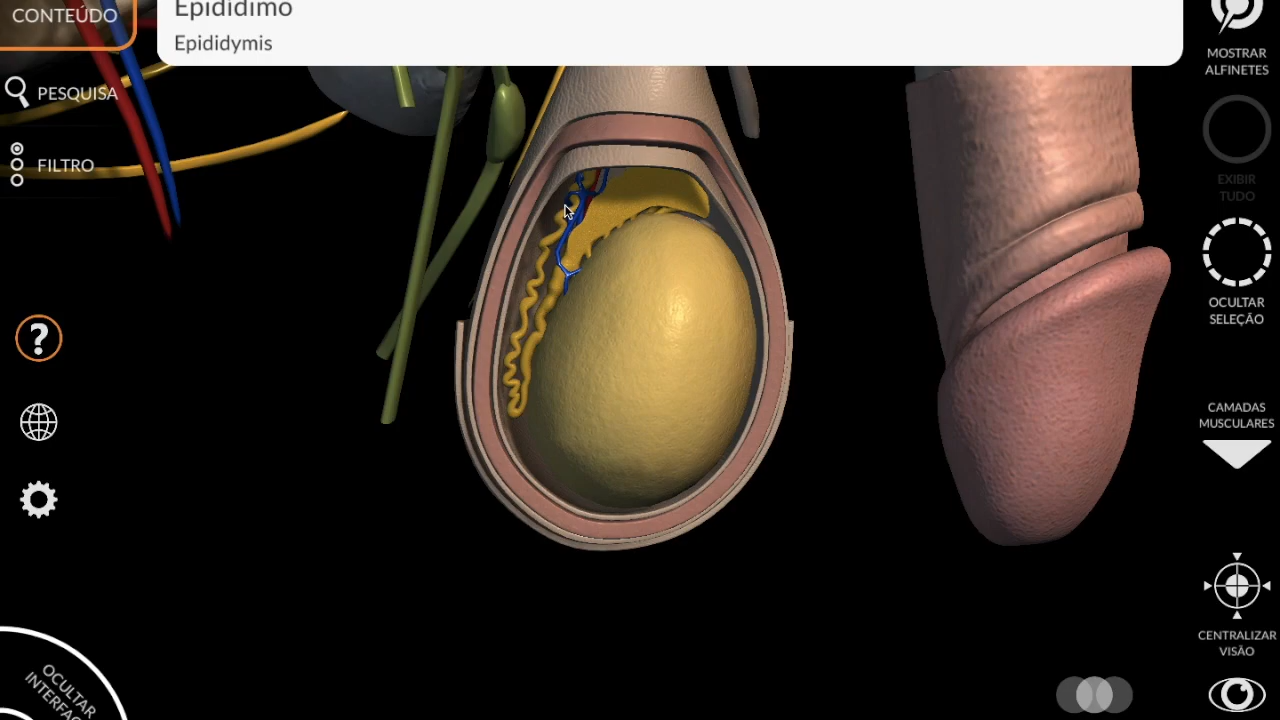 CONTEÚDO
Epidídimo
Epididymis
PESQUISA
FILTRO
MOSTRAR
ALFINETES
EXIBIR
TUDO
OCULTAR
SELEÇÃO
CAMADAS
MUSCULARES
CENTRALIZAR
VISÃO
OCULTAR